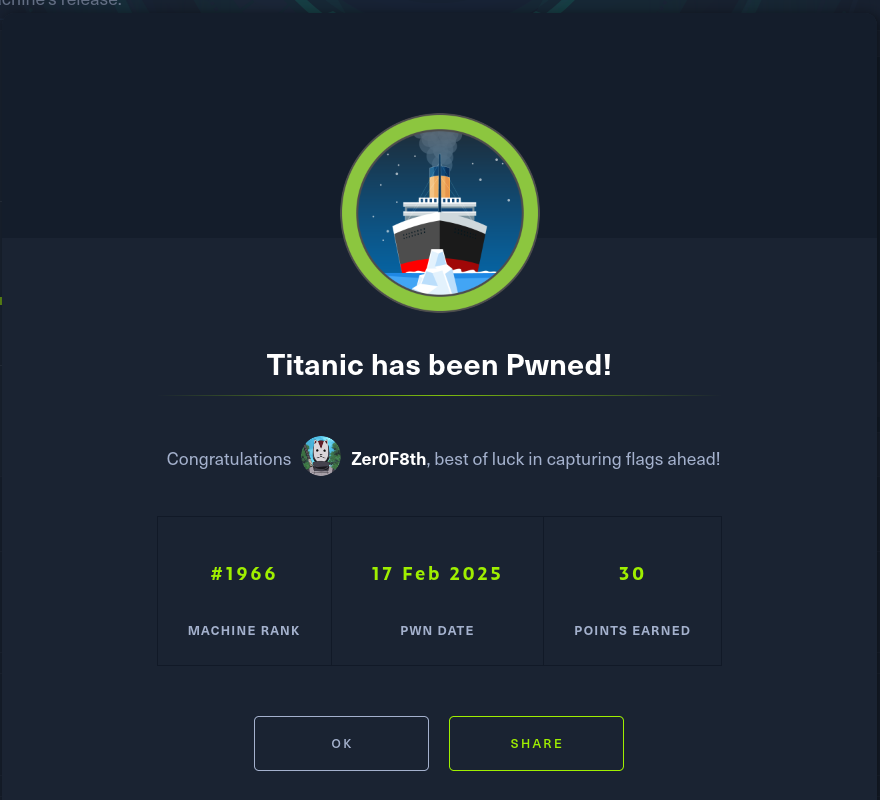 machine's release.
Titanic has been Pwned!
Congratulations Zer0F8th, best of luck in capturing flags ahead!
#1966 17 Feb 2025 30
MACHINE RANK PWN DATE POINTS EARNED
OK SHARE